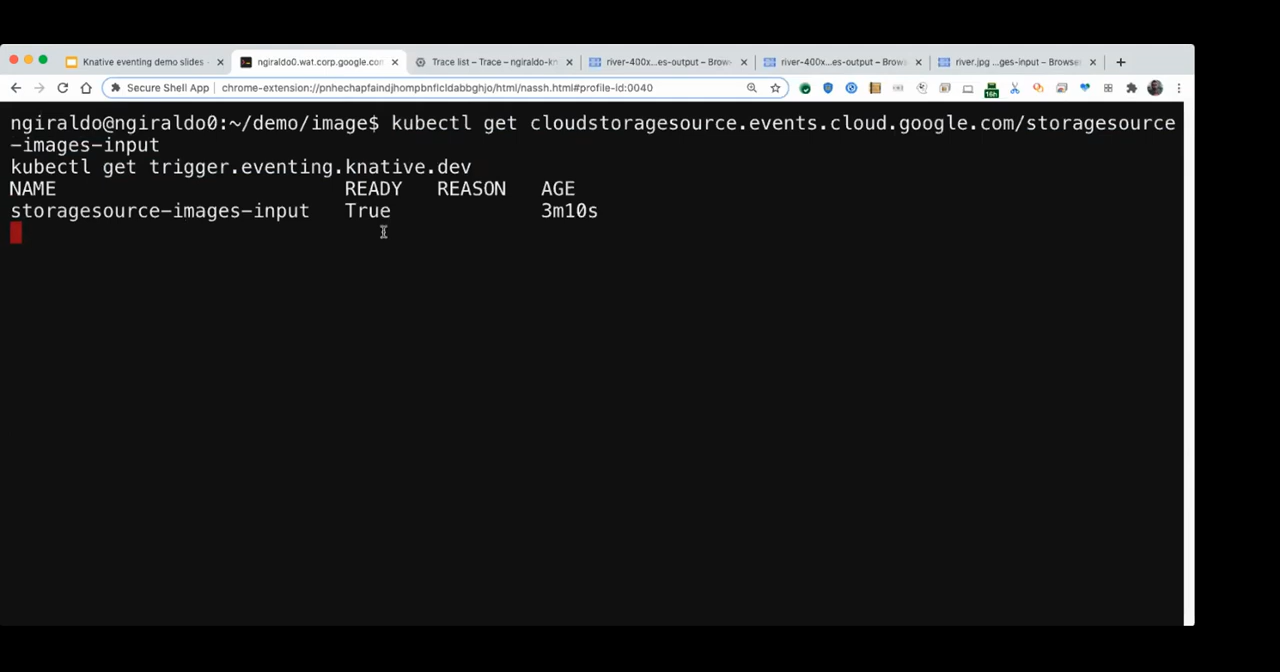 Knative eventing demo slides
ngiraldo0.wat.corp.google.com
Trace list – Trace – ngiraldo-kn
river-400x...es-output – Brows
river-400x...es-output – Brows
river.jpg ...ges-input – Browse
Secure Shell App
chrome-extension://pnhechapfaindjhompbnflcldabbghjo/html/nassh.html#profile-id:0040
16h
ngiraldo@ngiraldo0:~/demo/image$ kubectl get cloudstoragesource.events.cloud.google.com/storagesource
-images-input
kubectl get trigger.eventing.knative.dev
NAME READY REASON AGE
storagesource-images-input True 3m10s